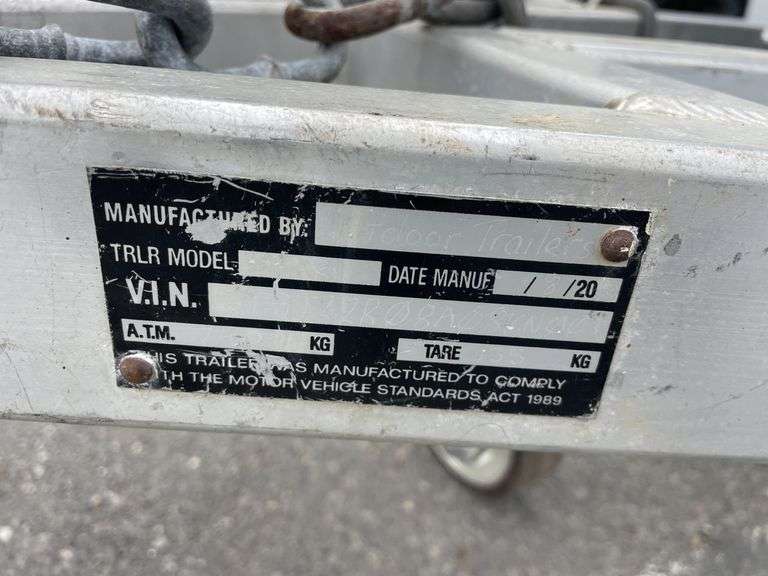 MANUFACTURED BY:
TRLR MODEL DATE MANUF / /20
V.I.N.
A.T.M. KG TARE KG
THIS TRAILER WAS MANUFACTURED TO COMPLY
WITH THE MOTOR VEHICLE STANDARDS ACT 1989